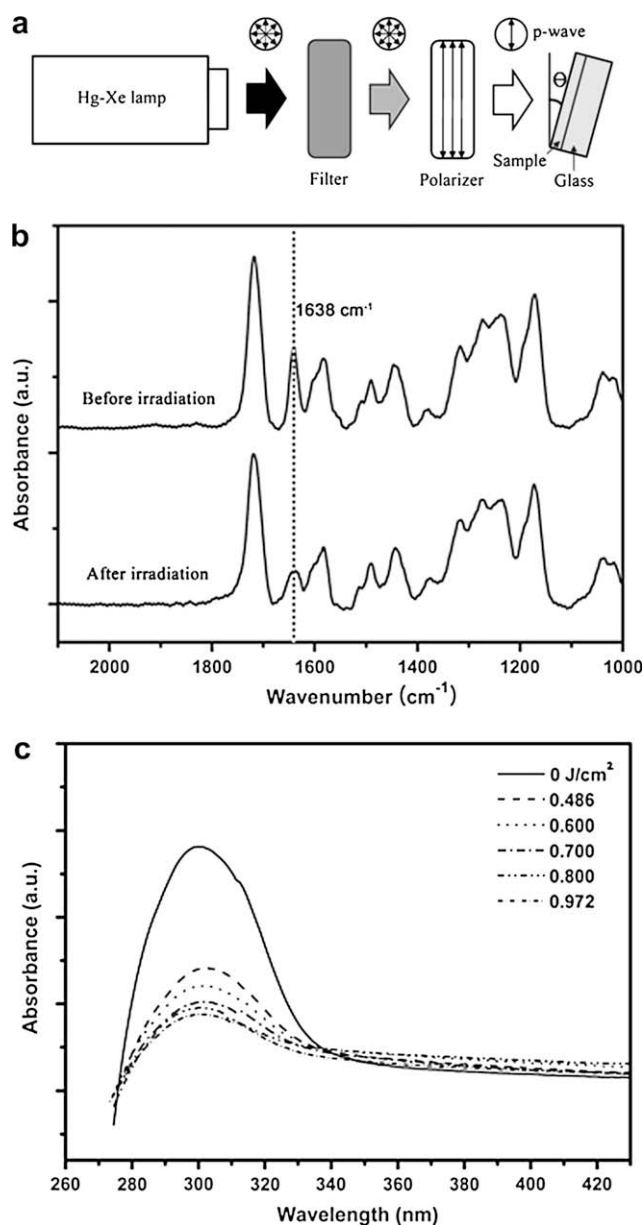 a
p-wave
Hg-Xe lamp
Θ
Sample
Filter
Polarizer
Glass
b
1638 cm⁻¹
Before irradiation
After irradiation
Absorbance (a.u.)
2000 1800 1600 1400 1200 1000
Wavenumber (cm⁻¹)
c
0 J/cm²
0.486
0.600
0.700
0.800
0.972
Absorbance (a.u.)
260 280 300 320 340 360 380 400 420
Wavelength (nm)